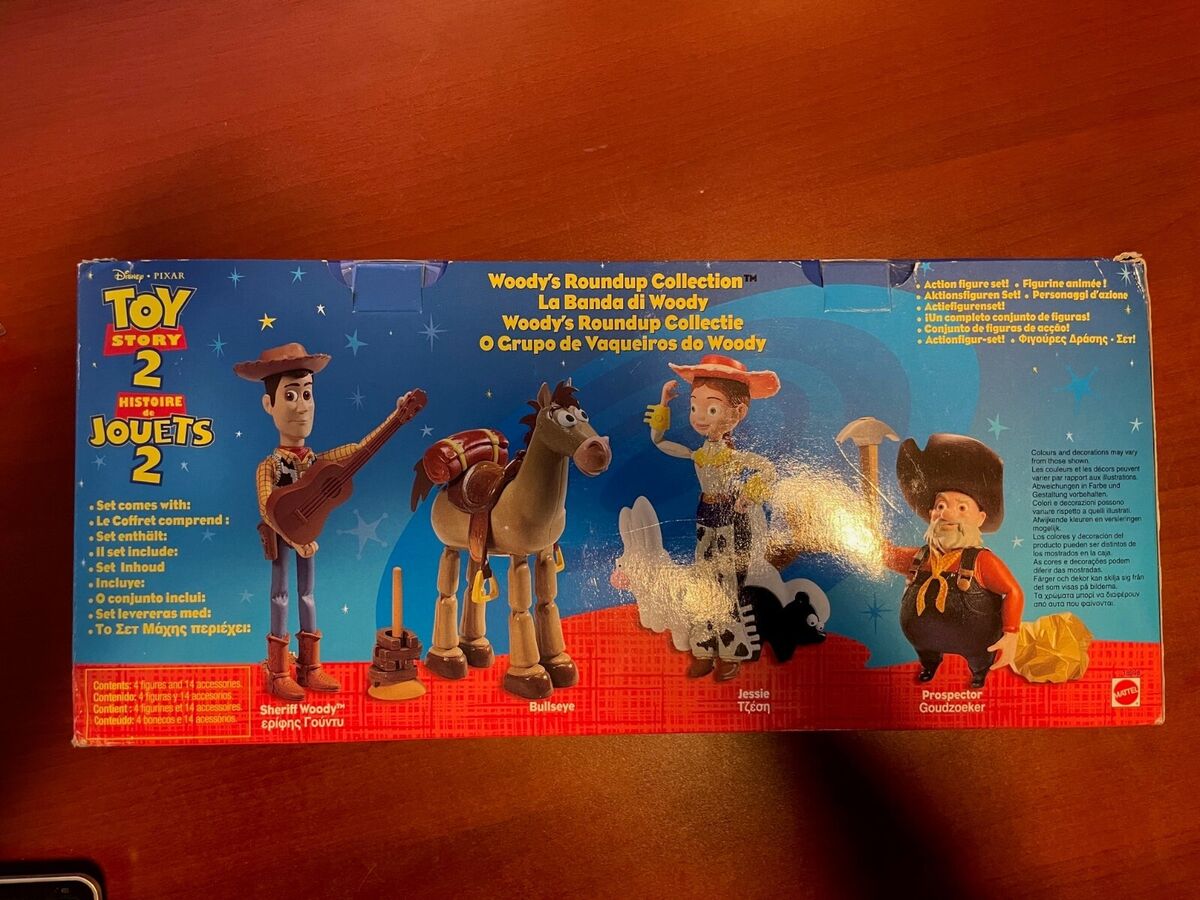 Disney • PIXAR
TOY
STORY
2
HISTOIRE
de
JOUETS
2
• Set comes with:
• Le Coffret comprend :
• Set enthält:
• Il set include:
• Set Inhoud
• Incluye:
• O conjunto inclui:
• Set levereras med:
• Το Σετ Μάχης περιέχει:
Contents: 4 figures and 14 accessories.
Contenido: 4 figuras y 14 accesorios.
Contient : 4 figurines et 14 accessoires.
Conteúdo: 4 bonecos e 14 acessórios.
Woody's Roundup Collection™
La Banda di Woody
Woody's Roundup Collectie
O Grupo de Vaqueiros do Woody
• Action figure set! • Figurine animée !
• Aktionsfiguren Set! • Personaggi d'azione
• Actiefigurenset!
• ¡Un completo conjunto de figuras!
• Conjunto de figuras de acção!
• Actionfigur-set! • Φιγούρες Δράσης - Σετ!
Colours and decorations may vary
from those shown.
Les couleurs et les décors peuvent
varier par rapport aux illustrations.
Abweichungen in Farbe und
Gestaltung vorbehalten.
Colori e decorazioni possono
variare rispetto a quelli illustrati.
Afwijkende kleuren en versieringen
mogelijk.
Los colores y decoración del
producto pueden ser distintos de
los mostrados en la caja.
As cores e decorações podem
diferir das mostradas.
Färger och dekor kan skilja sig från
det som visas på bilderna.
Τα χρώματα μπορεί να διαφέρουν
από αυτά που φαίνονται.
Sheriff Woody™
ερίφης Γούντυ
Bullseye
Jessie
Τζέση
Prospector
Goudzoeker
MATTEL